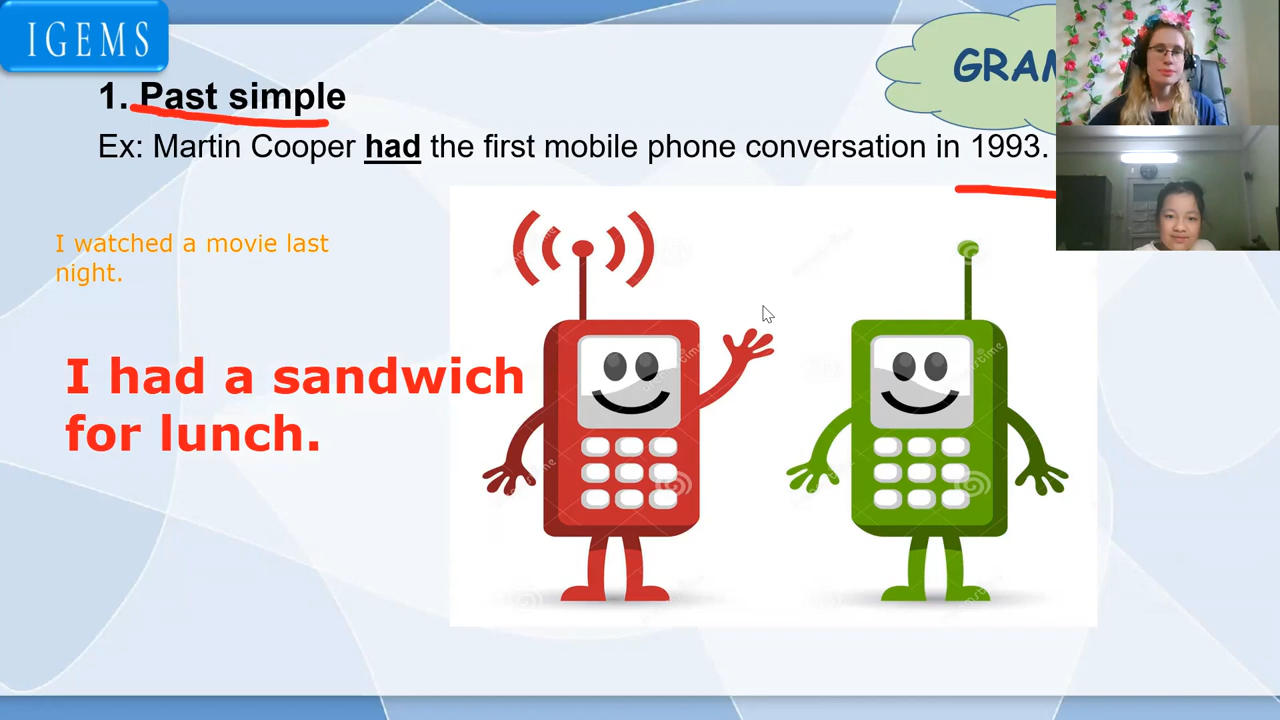 IGEMS
GRAM
1. Past simple
Ex: Martin Cooper had the first mobile phone conversation in 1993.
I watched a movie last
night.
I had a sandwich
for lunch.